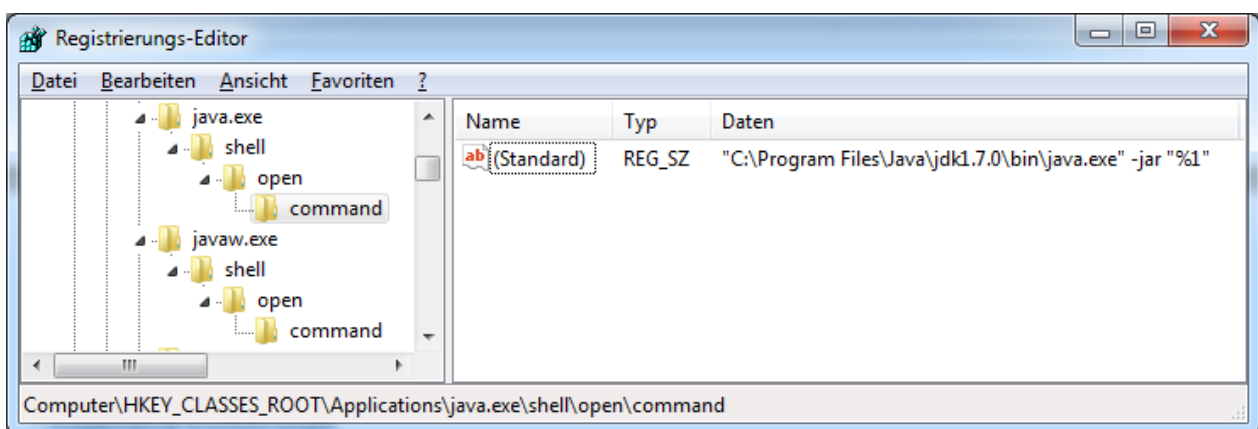 Registrierungs-Editor
Datei Bearbeiten Ansicht Favoriten ?
java.exe
shell
open
command
javaw.exe
shell
open
command
Name Typ Daten
ab (Standard) REG_SZ "C:\Program Files\Java\jdk1.7.0\bin\java.exe" -jar "%1"
Computer\HKEY_CLASSES_ROOT\Applications\java.exe\shell\open\command